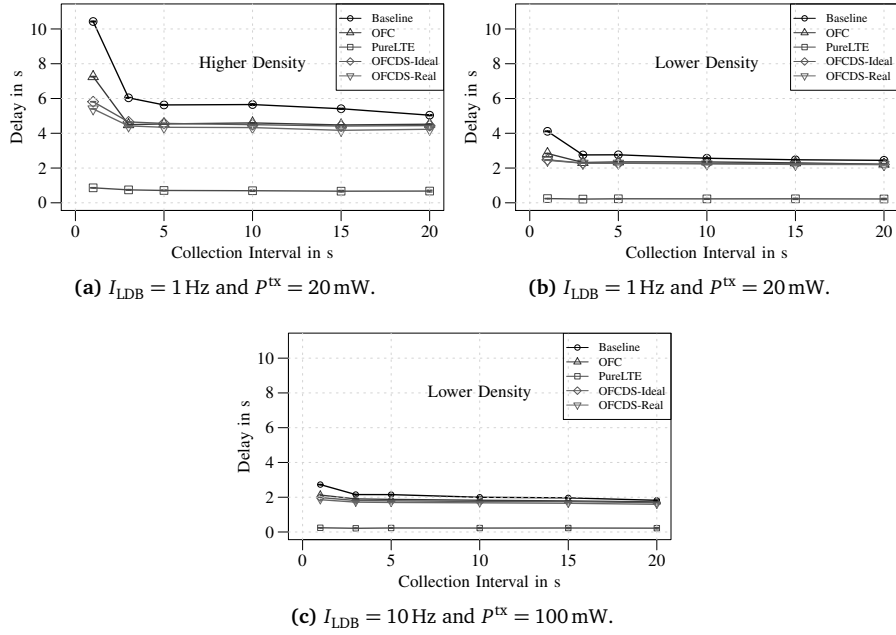 Delay in s
10
8
6
4
2
0
Higher Density
Baseline
OFC
PureLTE
OFCDS-Ideal
OFCDS-Real
0 5 10 15 20
Collection Interval in s
(a) I_LDB = 1 Hz and P^tx = 20 mW.
Delay in s
10
8
6
4
2
0
Lower Density
Baseline
OFC
PureLTE
OFCDS-Ideal
OFCDS-Real
0 5 10 15 20
Collection Interval in s
(b) I_LDB = 1 Hz and P^tx = 20 mW.
Delay in s
10
8
6
4
2
0
Lower Density
Baseline
OFC
PureLTE
OFCDS-Ideal
OFCDS-Real
0 5 10 15 20
Collection Interval in s
(c) I_LDB = 10 Hz and P^tx = 100 mW.